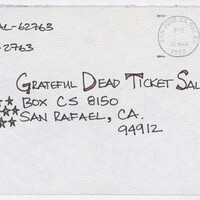 AL-62763
-2763
GRATEFUL DEAD TICKET SAL
BOX CS 8150
SAN RAFAEL, CA.
94912